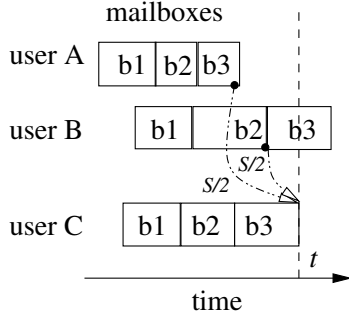 mailboxes
user A
b1 b2 b3
user B
b1 b2 b3
S/2
S/2
user C
b1 b2 b3
t
time